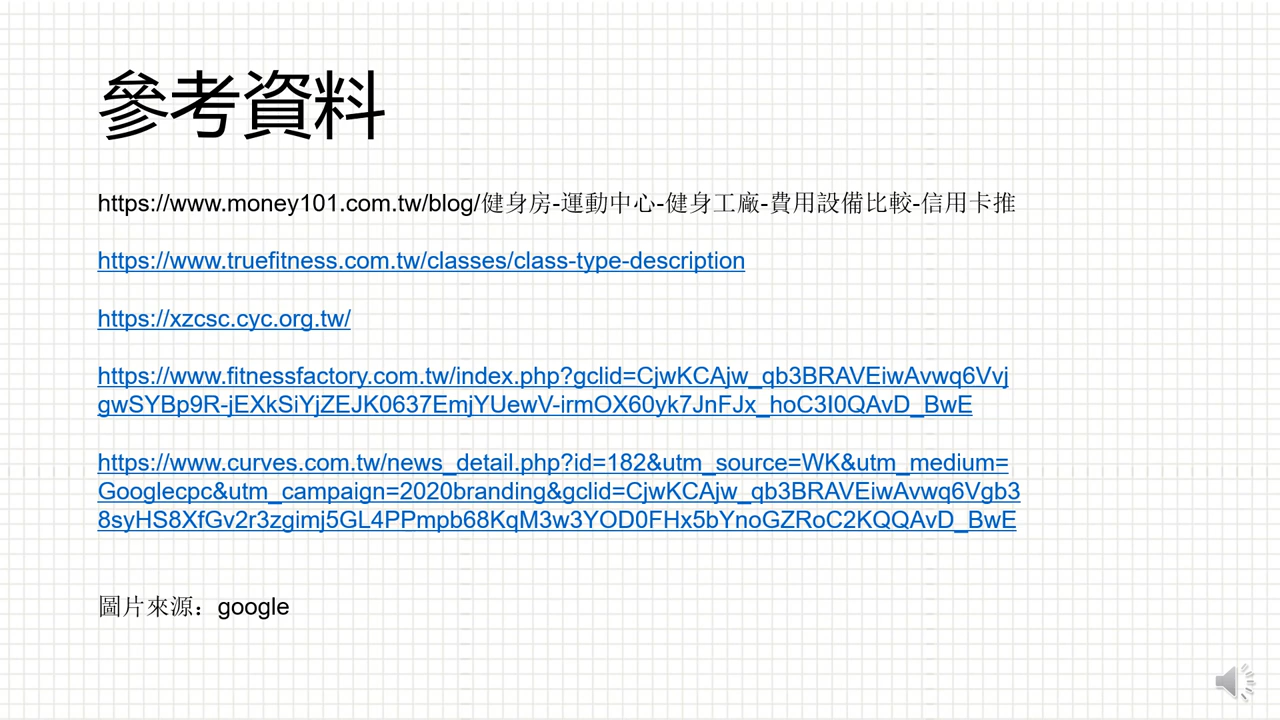 參考資料
https://www.money101.com.tw/blog/健身房-運動中心-健身工廠-費用設備比較-信用卡推
https://www.truefitness.com.tw/classes/class-type-description
https://xzcsc.cyc.org.tw/
https://www.fitnessfactory.com.tw/index.php?gclid=CjwKCAjw_qb3BRAVEiwAvwq6Vvj
gwSYBp9R-jEXkSiYjZEJK0637EmjYUewV-irmOX60yk7JnFJx_hoC3I0QAvD_BwE
https://www.curves.com.tw/news_detail.php?id=182&utm_source=WK&utm_medium=
Googlecpc&utm_campaign=2020branding&gclid=CjwKCAjw_qb3BRAVEiwAvwq6Vgb3
8syHS8XfGv2r3zgimj5GL4PPmpb68KqM3w3YOD0FHx5bYnoGZRoC2KQQAvD_BwE
圖片來源：google